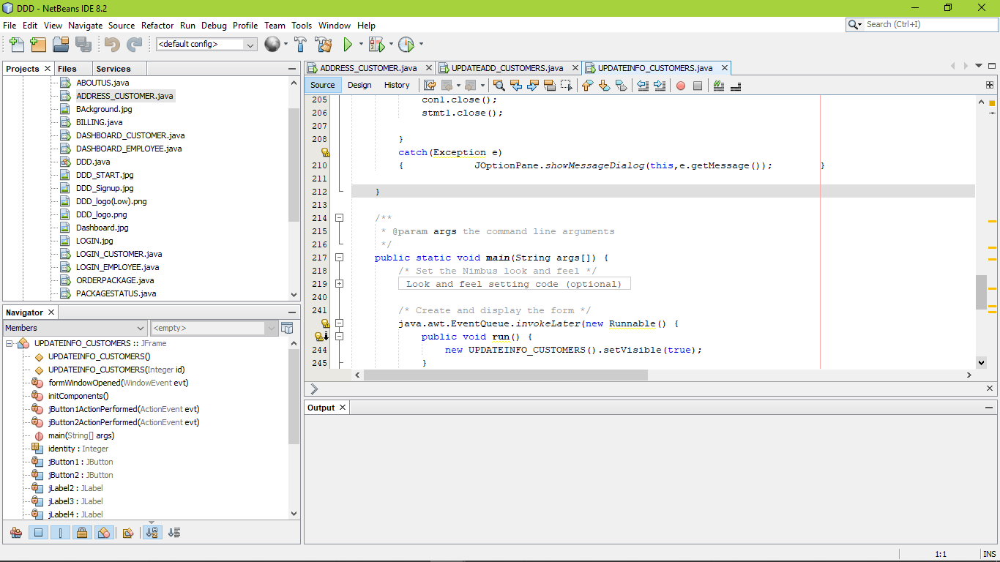 DDD - NetBeans IDE 8.2
File Edit View Navigate Source Refactor Run Debug Profile Team Tools Window Help
Search (Ctrl+I)
<default config>
Projects Files Services
ABOUTUS.java
ADDRESS_CUSTOMER.java
BAckground.jpg
BILLING.java
DASHBOARD_CUSTOMER.java
DASHBOARD_EMPLOYEE.java
DDD.java
DDD_START.jpg
DDD_Signup.jpg
DDD_logo(Low).png
DDD_logo.png
Dashboard.jpg
LOGIN.jpg
LOGIN_CUSTOMER.java
LOGIN_EMPLOYEE.java
ORDERPACKAGE.java
PACKAGESTATUS.java
Navigator
Members <empty>
UPDATEINFO_CUSTOMERS :: JFrame
UPDATEINFO_CUSTOMERS()
UPDATEINFO_CUSTOMERS(Integer id)
formWindowOpened(WindowEvent evt)
initComponents()
jButton1ActionPerformed(ActionEvent evt)
jButton2ActionPerformed(ActionEvent evt)
main(String[] args)
identity : Integer
jButton1 : JButton
jButton2 : JButton
jLabel2 : JLabel
jLabel3 : JLabel
jLabel4 : JLabel
ADDRESS_CUSTOMER.java UPDATEADD_CUSTOMERS.java UPDATEINFO_CUSTOMERS.java
Source Design History
205 con1.close();
206 stmt1.close();
207
208 }
catch(Exception e)
210 { JOptionPane.showMessageDialog(this,e.getMessage()); }
211
212 }
213
214 /**
215 * @param args the command line arguments
216 */
217 public static void main(String args[]) {
218 /* Set the Nimbus look and feel */
219 Look and feel setting code (optional)
240
241 /* Create and display the form */
java.awt.EventQueue.invokeLater(new Runnable() {
public void run() {
244 new UPDATEINFO_CUSTOMERS().setVisible(true);
245 }
Output
1:1 INS